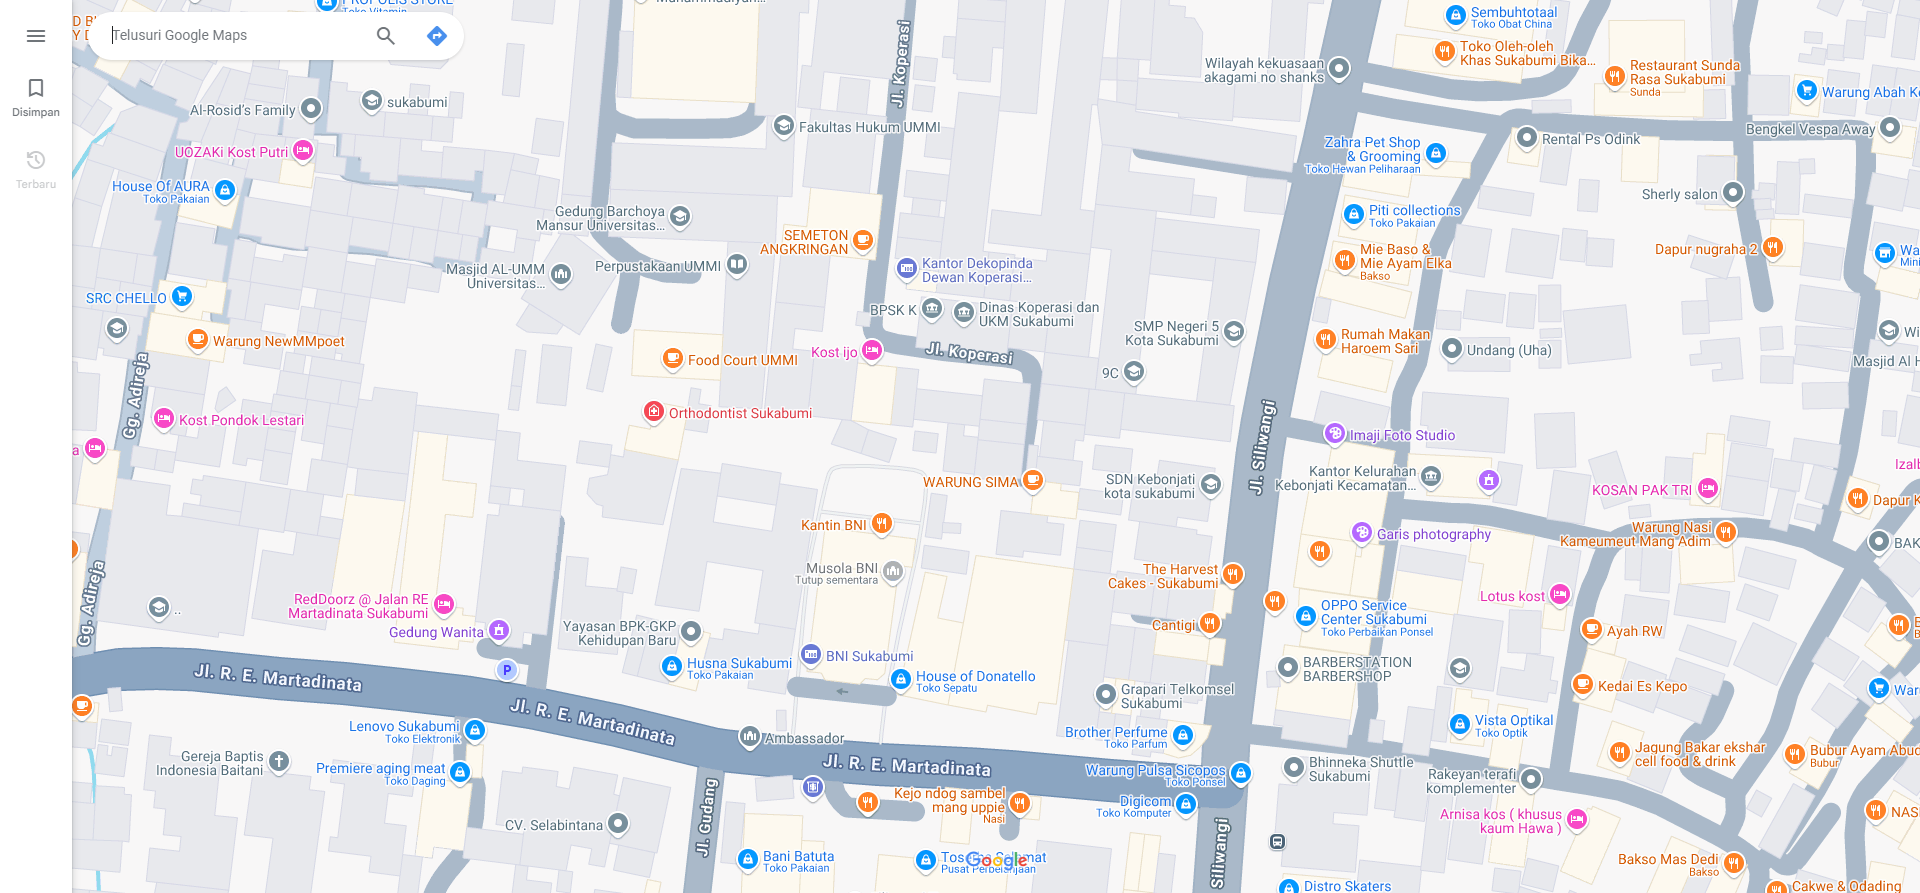 Telusuri Google Maps
Disimpan
Terbaru
PROPOLIS STORE
Toko Vitamin
Sembuhtotaal
Toko Obat China
Toko Oleh-oleh
Khas Sukabumi Bika...
Wilayah kekuasaan
akagami no shanks
Restaurant Sunda
Rasa Sukabumi
Sunda
Warung Abah
Al-Rosid's Family
sukabumi
Jl. Koperasi
Fakultas Hukum UMMI
Bengkel Vespa Away
Rental Ps Odink
UOZAKi Kost Putri
Zahra Pet Shop
& Grooming
Toko Hewan Peliharaan
House Of AURA
Toko Pakaian
Sherly salon
Gedung Barchoya
Mansur Universitas...
Piti collections
Toko Pakaian
SEMETON
ANGKRINGAN
Mie Baso &
Mie Ayam Elka
Bakso
Dapur nugraha 2
Masjid AL-UMM
Universitas...
Perpustakaan UMMI
Kantor Dekopinda
Dewan Koperasi...
SRC CHELLO
BPSK K
Dinas Koperasi dan
UKM Sukabumi
SMP Negeri 5
Kota Sukabumi
Warung NewMMpoet
Rumah Makan
Haroem Sari
Undang (Uha)
Masjid Al
Kost ijo
Jl. Koperasi
Food Court UMMI
9C
Gg. Adireja
Kost Pondok Lestari
Orthodontist Sukabumi
Jl. Siliwangi
Imaji Foto Studio
a
WARUNG SIMA
SDN Kebonjati
kota sukabumi
Kantor Kelurahan
Kebonjati Kecamatan...
KOSAN PAK TRI
Dapur
Kantin BNI
Garis photography
Warung Nasi
Kameumeut Mang Adim
Musola BNI
Tutup sementara
The Harvest
Cakes - Sukabumi
Gg. Adireja
..
RedDoorz @ Jalan RE
Martadinata Sukabumi
Gedung Wanita
Lotus kost
OPPO Service
Center Sukabumi
Toko Perbaikan Ponsel
Yayasan BPK-GKP
Kehidupan Baru
Cantigi
Ayah RW
P
Husna Sukabumi
Toko Pakaian
BNI Sukabumi
House of Donatello
Toko Sepatu
BARBERSTATION
BARBERSHOP
Jl. R. E. Martadinata
Grapari Telkomsel
Sukabumi
Kedai Es Kepo
Jl. R. E. Martadinata
Lenovo Sukabumi
Toko Elektronik
Ambassador
Brother Perfume
Toko Parfum
Vista Optikal
Toko Optik
Gereja Baptis
Indonesia Baitani
Premiere aging meat
Toko Daging
Jl. R. E. Martadinata
Warung Pulsa Sicopos
Toko Ponsel
Bhinneka Shuttle
Sukabumi
Jagung Bakar ekshar
cell food & drink
Bubur Ayam
Bubur
Rakeyan terafi
komplementer
Kejo ndog sambel
mang uppie
Nasi
Digicom
Toko Komputer
Arnisa kos ( khusus
kaum Hawa )
CV. Selabintana
Jl. Gudang
Siliwangi
Bani Batuta
Toko Pakaian
Google
Pusat Perbelanjaan
Bakso Mas Dedi
Bakso
Distro Skaters
Cakwe & Odading